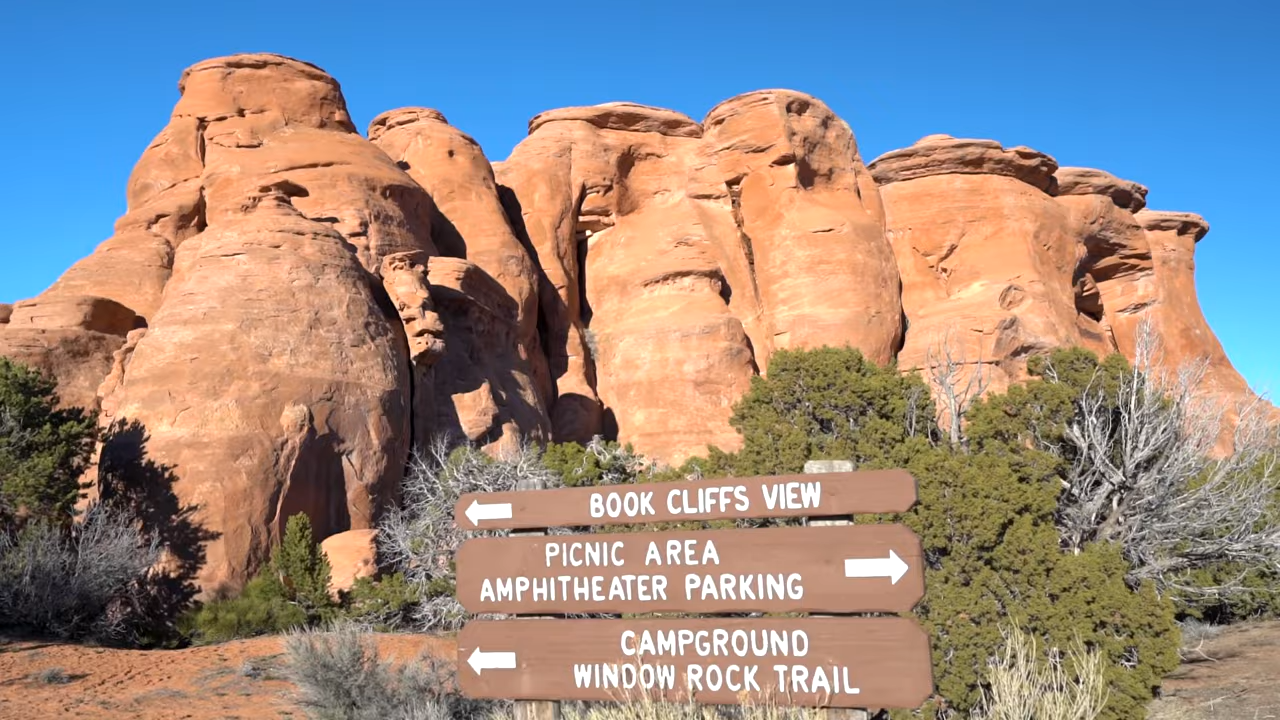 BOOK CLIFFS VIEW
PICNIC AREA
AMPHITHEATER PARKING
CAMPGROUND
WINDOW ROCK TRAIL